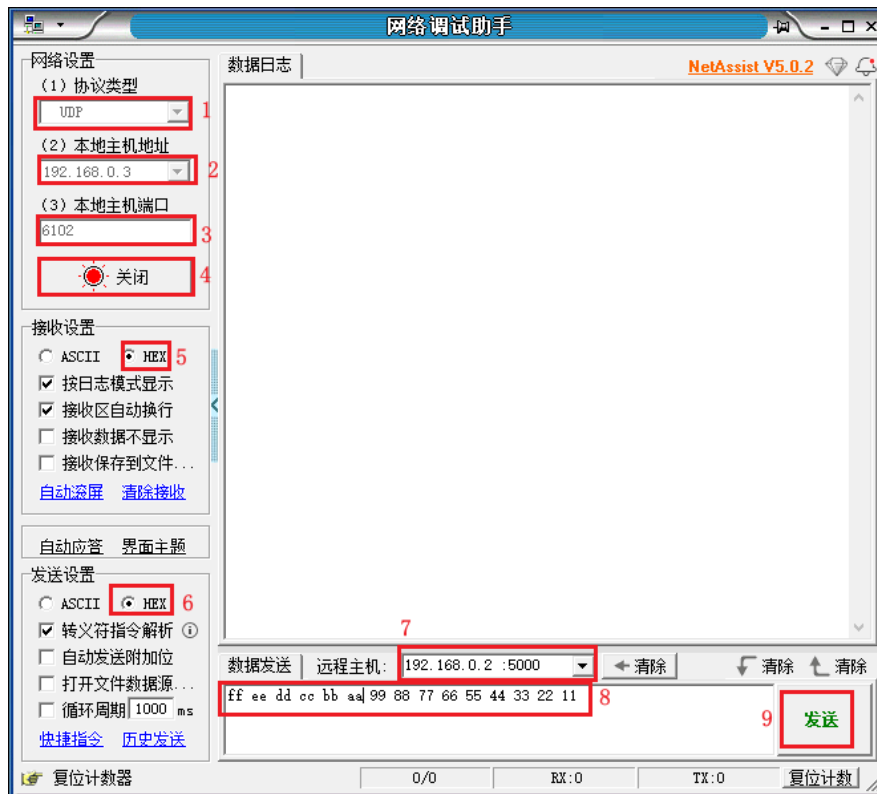 网络调试助手
网络设置
(1) 协议类型
UDP
1
(2) 本地主机地址
192.168.0.3
2
(3) 本地主机端口
6102
3
关闭
4
接收设置
ASCII HEX 5
按日志模式显示
接收区自动换行
接收数据不显示
接收保存到文件...
自动滚屏 清除接收
自动应答 界面主题
发送设置
ASCII HEX 6
转义符指令解析
自动发送附加位
打开文件数据源...
循环周期 1000 ms
快捷指令 历史发送
数据日志
NetAssist V5.0.2
7
数据发送 远程主机: 192.168.0.2 :5000 清除 清除 清除
ff ee dd cc bb aa 99 88 77 66 55 44 33 22 11 8
9 发送
复位计数器 0/0 RX:0 TX:0 复位计数